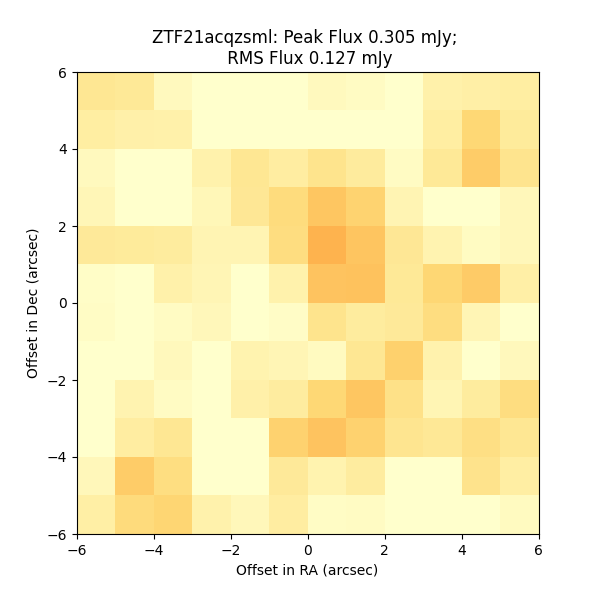 ZTF21acqzsml: Peak Flux 0.305 mJy;
RMS Flux 0.127 mJy
6
4
2
0
−2
−4
−6
Offset in Dec (arcsec)
−6 −4 −2 0 2 4 6
Offset in RA (arcsec)